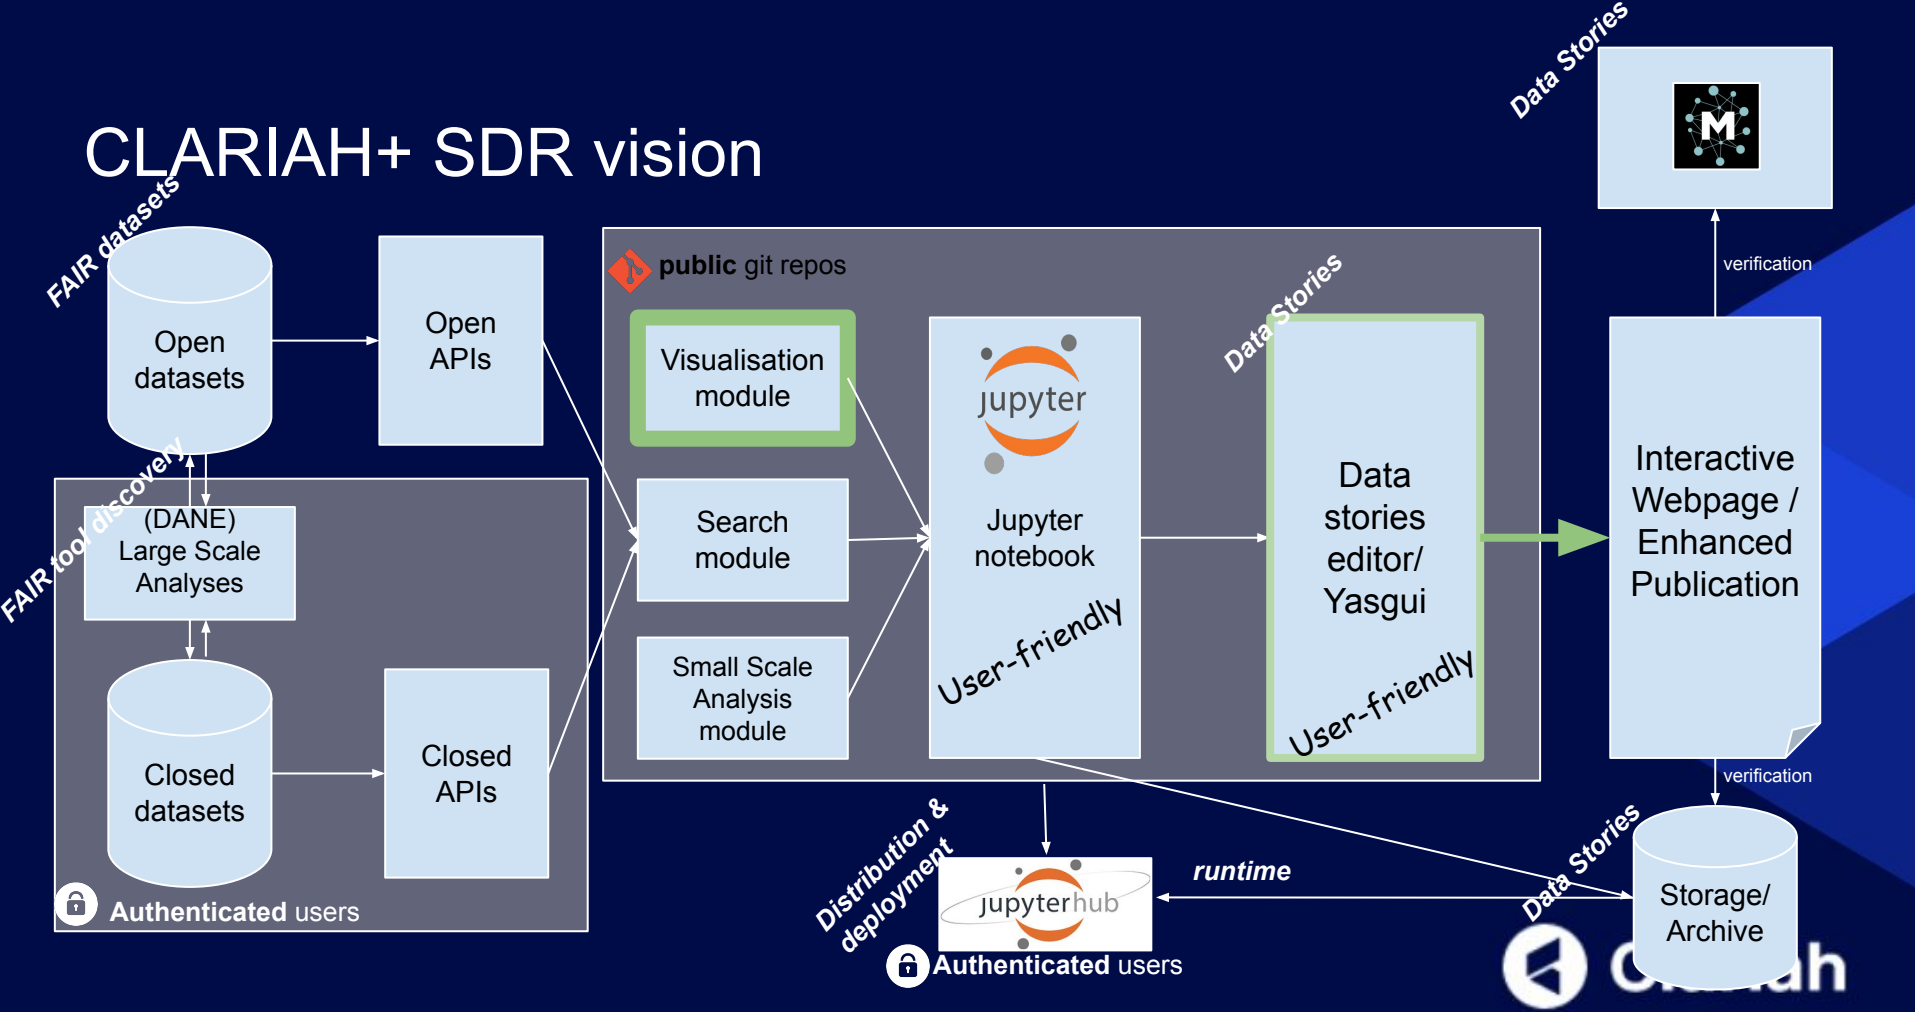 CLARIAH+ SDR vision
Data Stories
M
verification
FAIR datasets
Open
datasets
Open
APIs
public git repos
Visualisation
module
Search
module
Small Scale
Analysis
module
jupyter
Jupyter
notebook
User-friendly
Data Stories
Data
stories
editor/
Yasgui
User-friendly
Interactive
Webpage /
Enhanced
Publication
verification
FAIR tool discovery
(DANE)
Large Scale
Analyses
Closed
datasets
Closed
APIs
Authenticated users
Distribution &
deployment
jupyterhub
Authenticated users
runtime
Data Stories
Storage/
Archive